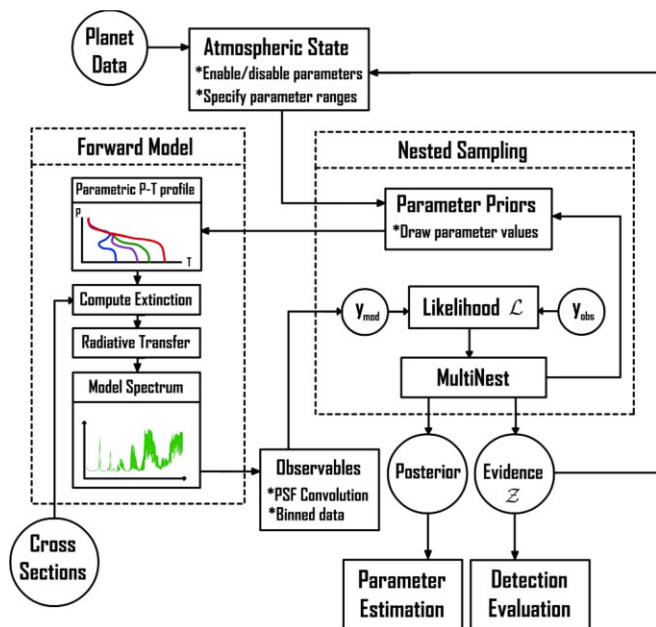 Planet
Data
Atmospheric State
*Enable/disable parameters
*Specify parameter ranges
Forward Model
Parametric P-T profile
P
T
Compute Extinction
Radiative Transfer
Model Spectrum
Cross
Sections
Observables
*PSF Convolution
*Binned data
Nested Sampling
Parameter Priors
*Draw parameter values
y_mod
Likelihood ℒ
y_obs
MultiNest
Posterior
Evidence
𝒵
Parameter
Estimation
Detection
Evaluation